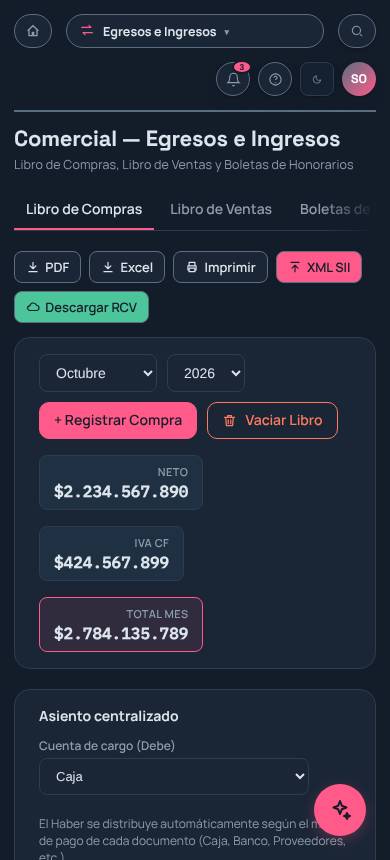 Egresos e Ingresos ▾
3
SO
Comercial — Egresos e Ingresos
Libro de Compras, Libro de Ventas y Boletas de Honorarios
Libro de Compras Libro de Ventas Boletas de
PDF Excel Imprimir XML SII
Descargar RCV
Octubre 2026
+ Registrar Compra Vaciar Libro
NETO
$2.234.567.890
IVA CF
$424.567.899
TOTAL MES
$2.784.135.789
Asiento centralizado
Cuenta de cargo (Debe)
Caja
El Haber se distribuye automáticamente según el
de pago de cada documento (Caja, Banco, Proveedores,
etc.)